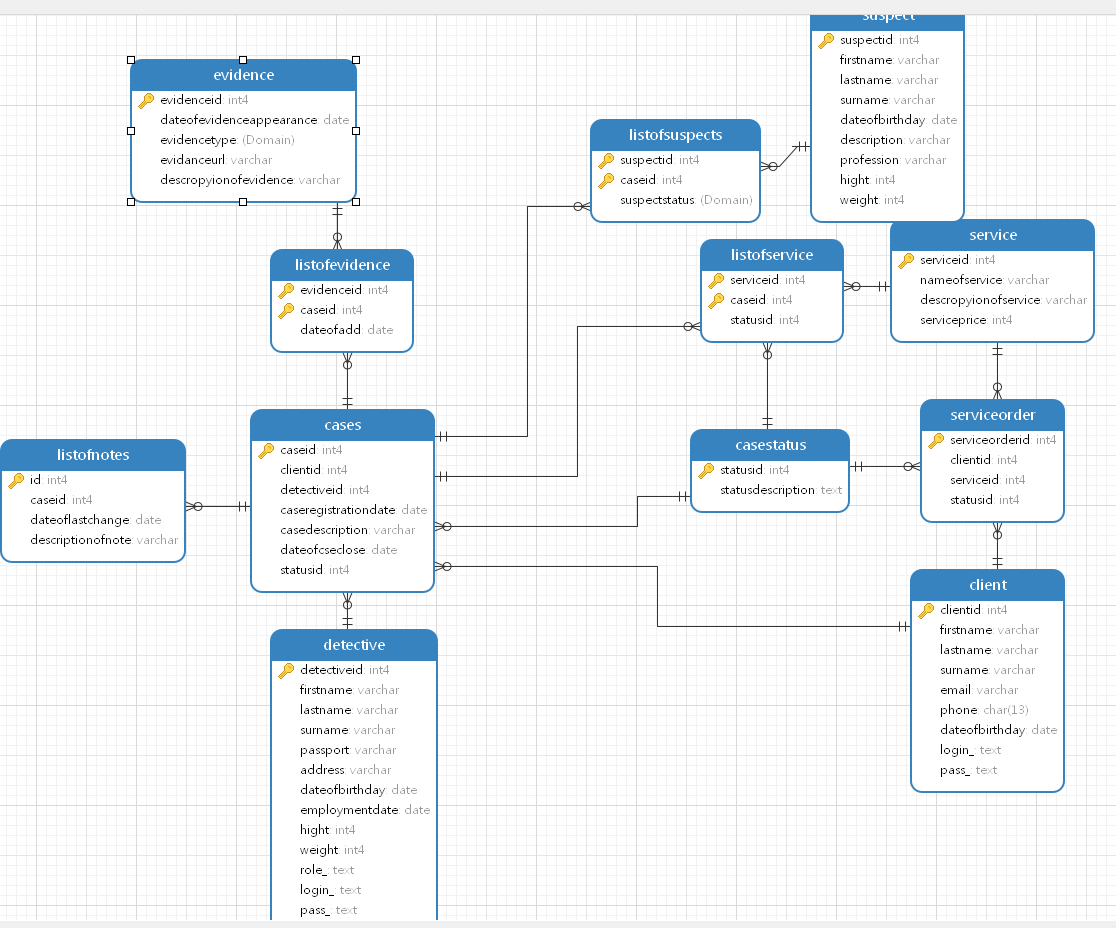 evidence
evidenceid: int4
dateofevidenceappearance: date
evidencetype: (Domain)
evidanceurl: varchar
descropyionofevidence: varchar
suspect
suspectid: int4
firstname: varchar
lastname: varchar
surname: varchar
dateofbirthday: date
description: varchar
profession: varchar
hight: int4
weight: int4
listofsuspects
suspectid: int4
caseid: int4
suspectstatus: (Domain)
listofevidence
evidenceid: int4
caseid: int4
dateofadd: date
listofservice
serviceid: int4
caseid: int4
statusid: int4
service
serviceid: int4
nameofservice: varchar
descropyionofservice: varchar
serviceprice: int4
listofnotes
id: int4
caseid: int4
dateoflastchange: date
descriptionofnote: varchar
cases
caseid: int4
clientid: int4
detectiveid: int4
caseregistrationdate: date
casedescription: varchar
dateofcseclose: date
statusid: int4
casestatus
statusid: int4
statusdescription: text
serviceorder
serviceorderid: int4
clientid: int4
serviceid: int4
statusid: int4
detective
detectiveid: int4
firstname: varchar
lastname: varchar
surname: varchar
passport: varchar
address: varchar
dateofbirthday: date
employmentdate: date
hight: int4
weight: int4
role_: text
login_: text
pass_: text
client
clientid: int4
firstname: varchar
lastname: varchar
surname: varchar
email: varchar
phone: char(13)
dateofbirthday: date
login_: text
pass_: text